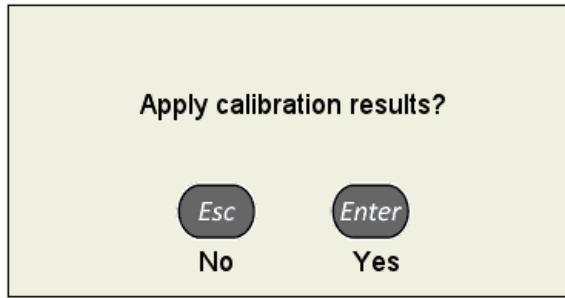 Apply calibration results?
Esc Enter
No Yes